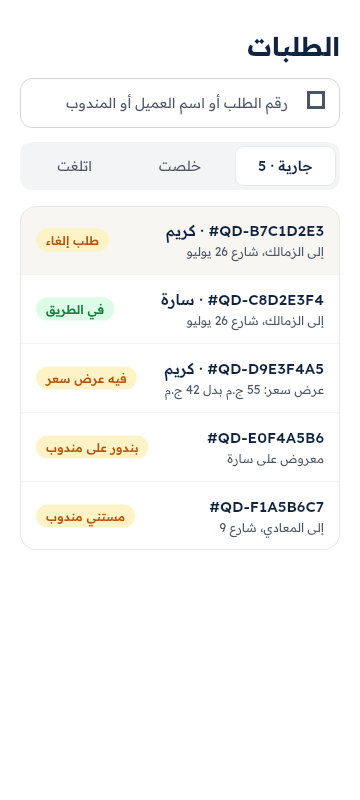 الطلبات
رقم الطلب أو اسم العميل أو المندوب
جارية · 5
خلصت
اتلغت
#QD-B7C1D2E3 · كريم
طلب إلغاء
إلى الزمالك، شارع 26 يوليو
#QD-C8D2E3F4 · سارة
في الطريق
إلى الزمالك، شارع 26 يوليو
#QD-D9E3F4A5 · كريم
فيه عرض سعر
عرض سعر: 55 ج.م بدل 42 ج.م
#QD-E0F4A5B6
بندور على مندوب
معروض على سارة
#QD-F1A5B6C7
مستني مندوب
إلى المعادي، شارع 9